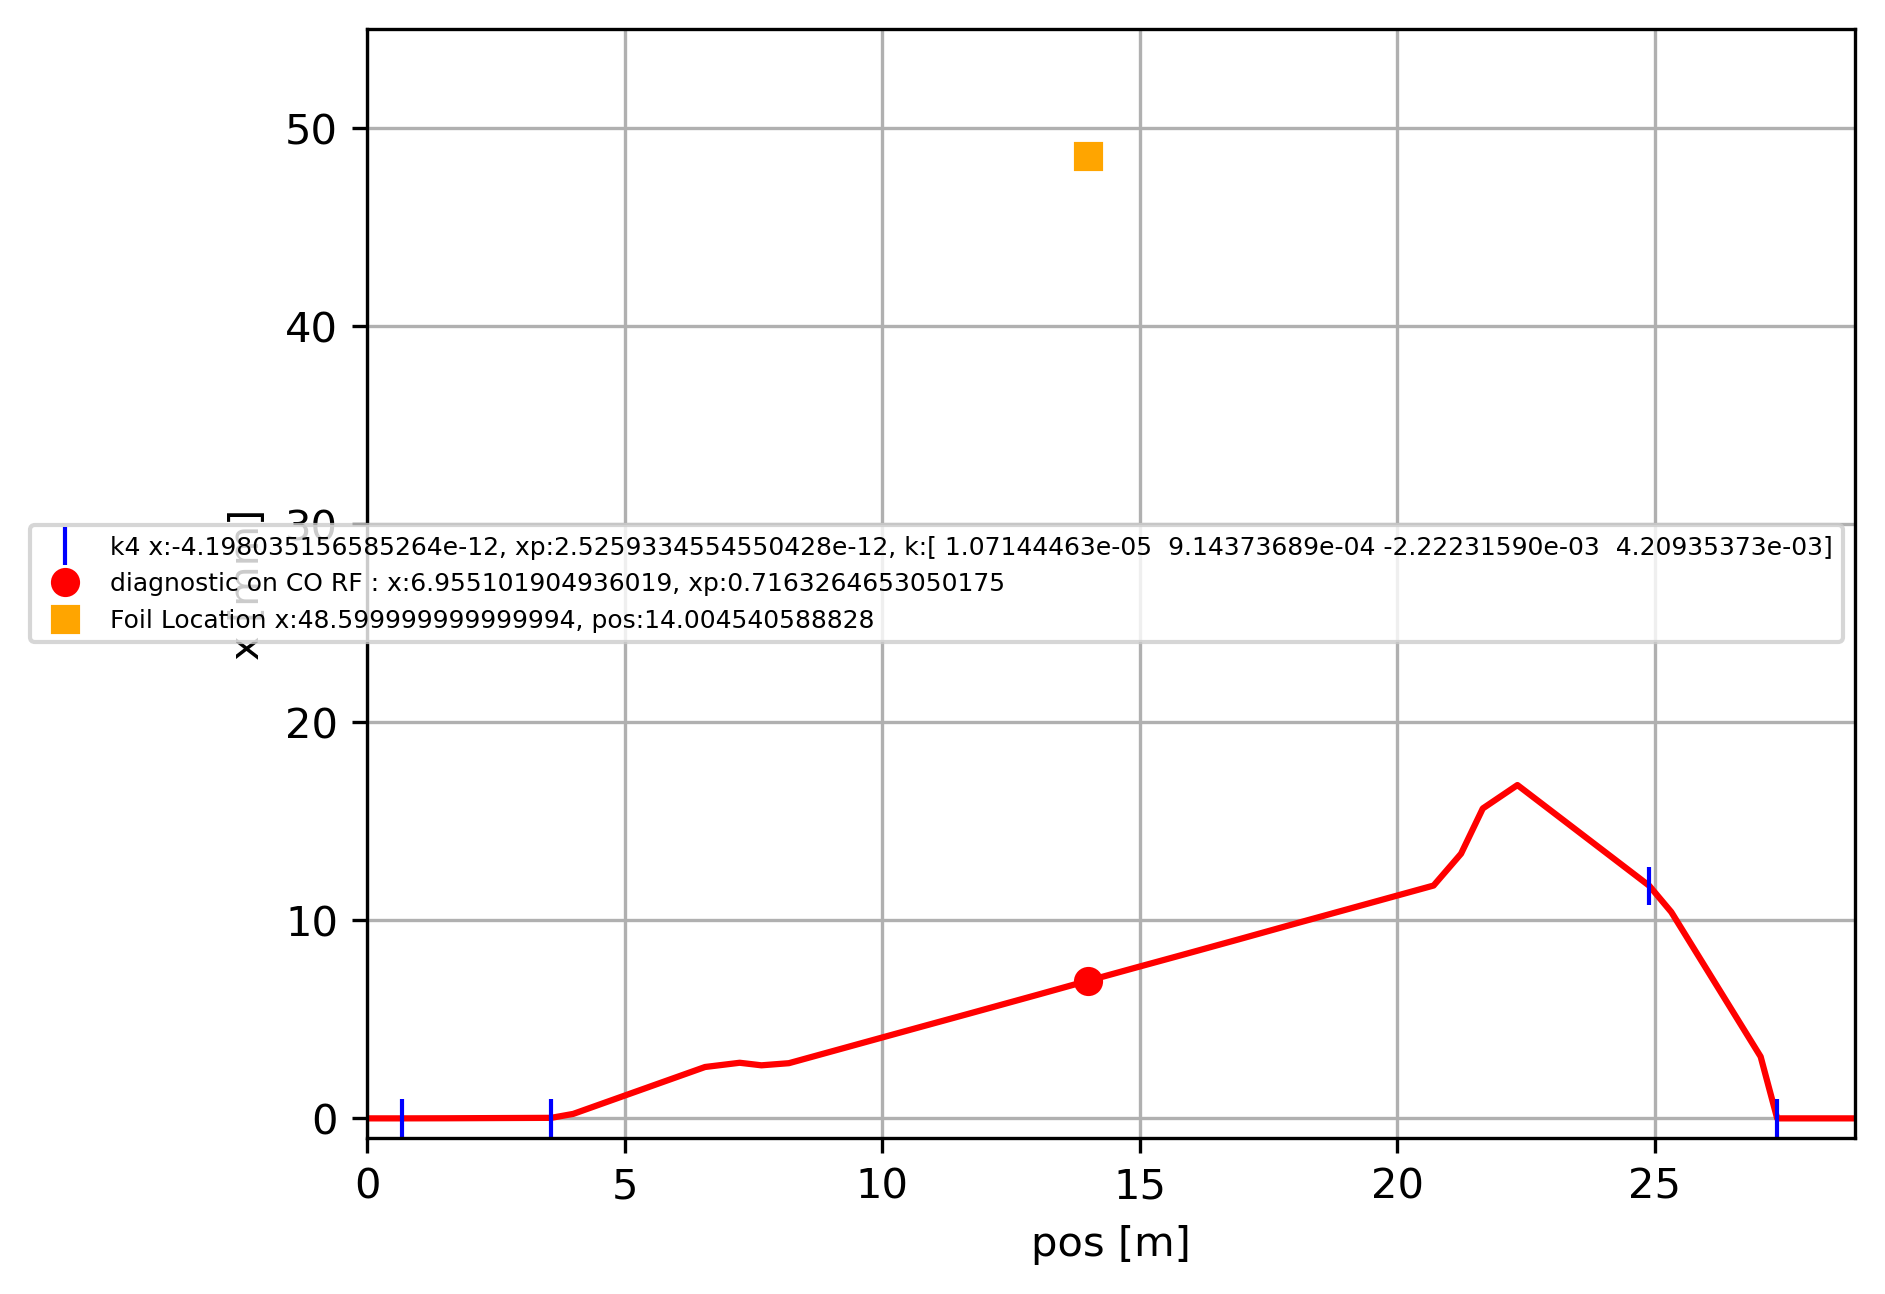 50
40
30
20
10
0
x [mm]
k4 x:-4.198035156585264e-12, xp:2.5259334554550428e-12, k:[ 1.07144463e-05  9.14373689e-04 -2.22231590e-03  4.20935373e-03]
diagnostic on CO RF : x:6.955101904936019, xp:0.7163264653050175
Foil Location x:48.599999999999994, pos:14.004540588828
0 5 10 15 20 25
pos [m]